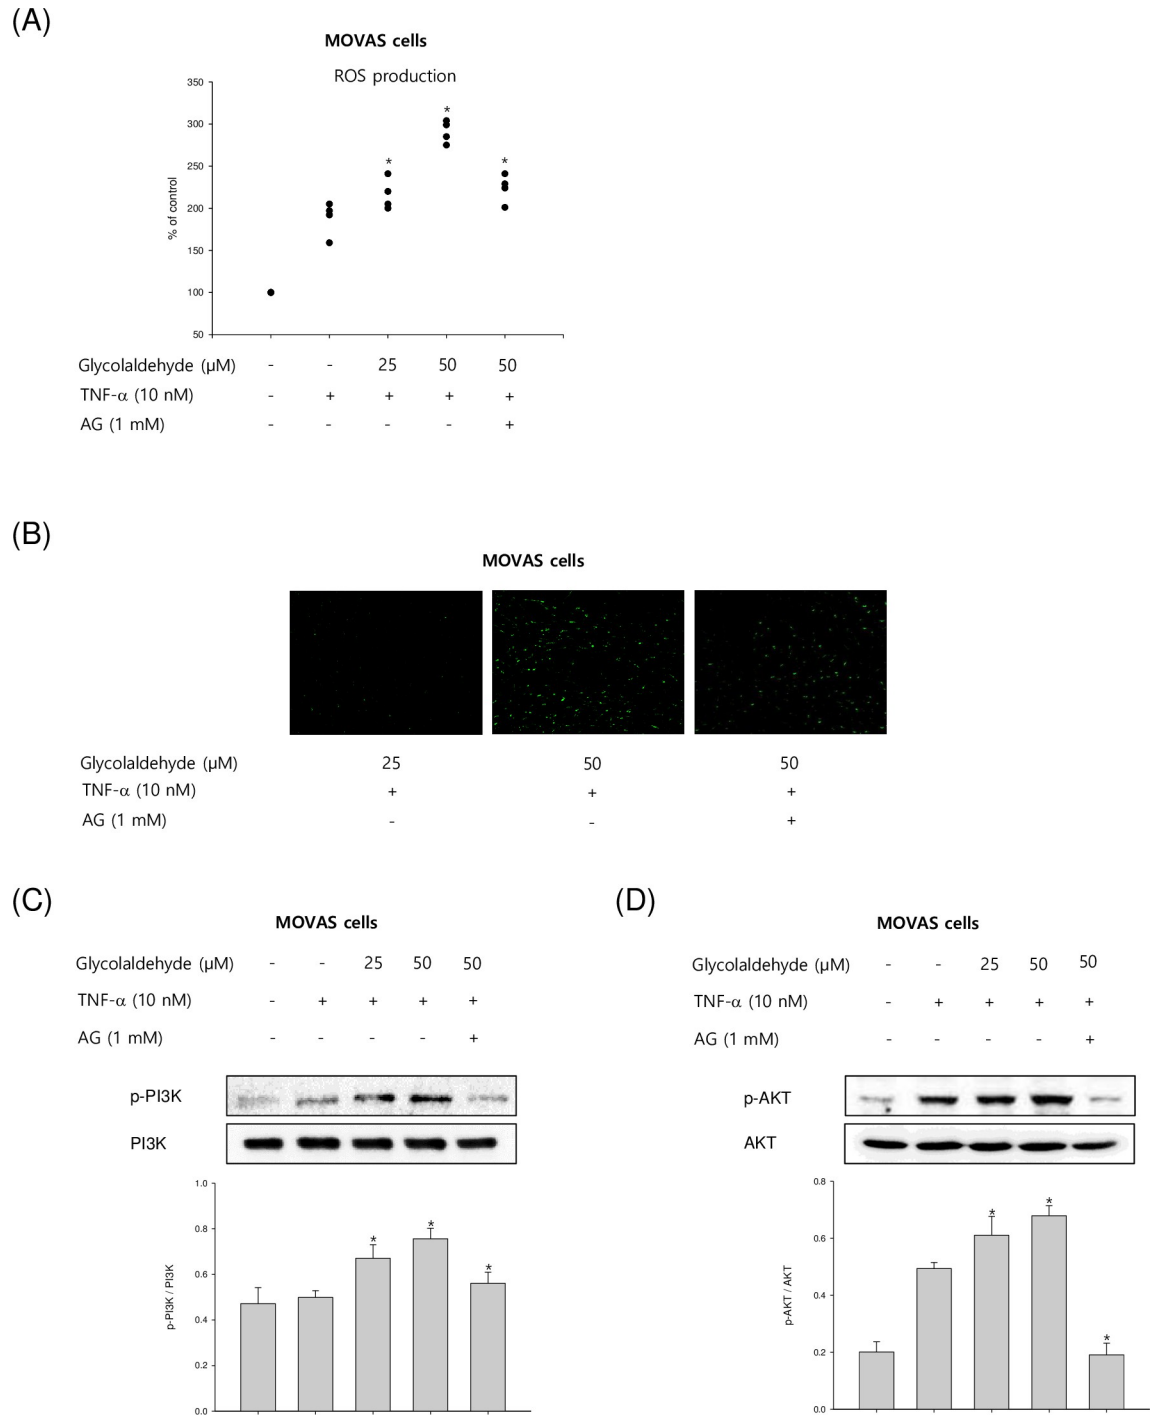 (A)
MOVAS cells
ROS production
350
300
250
200
150
100
50
% of control
*
*
*
Glycolaldehyde (μM) - - 25 50 50
TNF-α (10 nM) - + + + +
AG (1 mM) - - - - +
(B)
MOVAS cells
Glycolaldehyde (μM) 25 50 50
TNF-α (10 nM) + + +
AG (1 mM) - - +
(C)
MOVAS cells
Glycolaldehyde (μM) - - 25 50 50
TNF-α (10 nM) - + + + +
AG (1 mM) - - - - +
p-PI3K
PI3K
1.0
0.8
0.6
0.4
0.2
0.0
p-PI3K / PI3K
*
*
*
(D)
MOVAS cells
Glycolaldehyde (μM) - - 25 50 50
TNF-α (10 nM) - + + + +
AG (1 mM) - - - - +
p-AKT
AKT
0.8
0.6
0.4
0.2
0.0
p-AKT / AKT
*
*
*